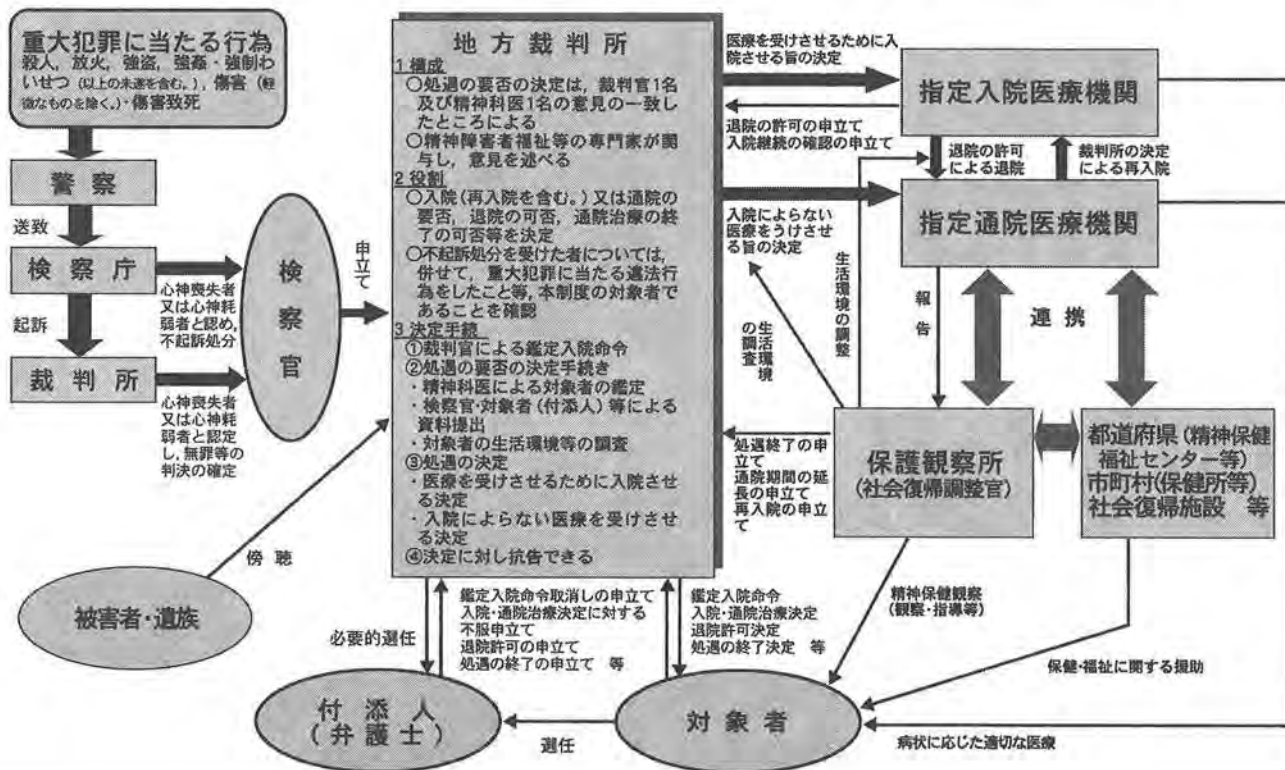 重大犯罪に当たる行為
殺人，放火，強盗，強姦・強制わ
いせつ（以上の未遂を含む。），傷害（軽
微なものを除く。）・傷害致死
警察
送致
検察庁
心神喪失者
又は心神耗
弱者と認め，
不起訴処分
起訴
裁判所
心神喪失者
又は心神耗
弱者と認定
し，無罪等の
判決の確定
検察官
申立て
被害者・遺族
傍聴
地方裁判所
1 構成
○処遇の要否の決定は，裁判官1名
及び精神科医1名の意見の一致し
たところによる
○精神障害者福祉等の専門家が関
与し，意見を述べる
2 役割
○入院（再入院を含む。）又は通院の
要否，退院の可否，通院治療の終
了の可否等を決定
○不起訴処分を受けた者については，
併せて，重大犯罪に当たる違法行
為をしたこと等，本制度の対象者で
あることを確認
3 決定手続
①裁判官による鑑定入院命令
②処遇の要否の決定手続き
・精神科医による対象者の鑑定
・検察官・対象者（付添人）等による
資料提出
・対象者の生活環境等の調査
③処遇の決定
・医療を受けさせるために入院させ
る決定
・入院によらない医療を受けさせ
る決定
④決定に対し抗告できる
医療を受けさせるために入
院させる旨の決定
退院の許可の申立て
入院継続の確認の申立て
指定入院医療機関
退院の許可
による退院
裁判所の決定
による再入院
入院によらない
医療をうけさせ
る旨の決定
指定通院医療機関
生活環境の調整
生活環境
の調査
報告
連携
処遇終了の申
立て
通院期間の延
長の申立て
再入院の申立
て
保護観察所
（社会復帰調整官）
都道府県（精神保健
福祉センター等）
市町村（保健所等）
社会復帰施設 等
必要的選任
鑑定入院命令取消しの申立て
入院・通院治療決定に対する
不服申立て
退院許可の申立て
処遇の終了の申立て 等
鑑定入院命令
入院・通院治療決定
退院許可決定
処遇の終了決定 等
精神保健観察
（観察・指導等）
保健・福祉に関する援助
付添人
（弁護士）
選任
対象者
病状に応じた適切な医療